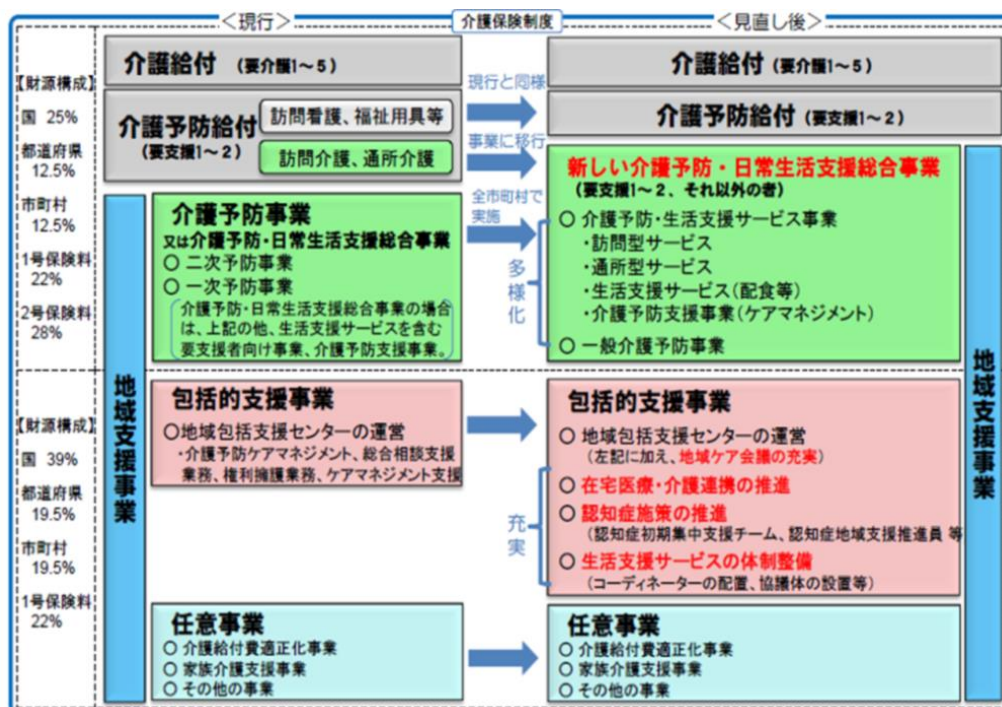 ＜現行＞
介護保険制度
＜見直し後＞
【財源構成】
国 25%
都道府県
12.5%
市町村
12.5%
1号保険料
22%
2号保険料
28%
【財源構成】
国 39%
都道府県
19.5%
市町村
19.5%
1号保険料
22%
介護給付 （要介護1～5）
介護予防給付
（要支援1～2）
訪問看護、福祉用具等
訪問介護、通所介護
地域支援事業
介護予防事業
又は介護予防・日常生活支援総合事業
○ 二次予防事業
○ 一次予防事業
介護予防・日常生活支援総合事業の場合
は、上記の他、生活支援サービスを含む
要支援者向け事業、介護予防支援事業。
包括的支援事業
○地域包括支援センターの運営
・介護予防ケアマネジメント、総合相談支援
業務、権利擁護業務、ケアマネジメント支援
任意事業
○ 介護給付費適正化事業
○ 家族介護支援事業
○ その他の事業
現行と同様
事業に移行
全市町村で
実施
多様化
充実
介護給付 （要介護1～5）
介護予防給付（要支援1～2）
新しい介護予防・日常生活支援総合事業
（要支援1～2、それ以外の者）
○ 介護予防・生活支援サービス事業
・訪問型サービス
・通所型サービス
・生活支援サービス（配食等）
・介護予防支援事業（ケアマネジメント）
○ 一般介護予防事業
包括的支援事業
○ 地域包括支援センターの運営
（左記に加え、地域ケア会議の充実）
○ 在宅医療・介護連携の推進
○ 認知症施策の推進
（認知症初期集中支援チーム、認知症地域支援推進員 等
○ 生活支援サービスの体制整備
（コーディネーターの配置、協議体の設置等）
任意事業
○ 介護給付費適正化事業
○ 家族介護支援事業
○ その他の事業
地域支援事業